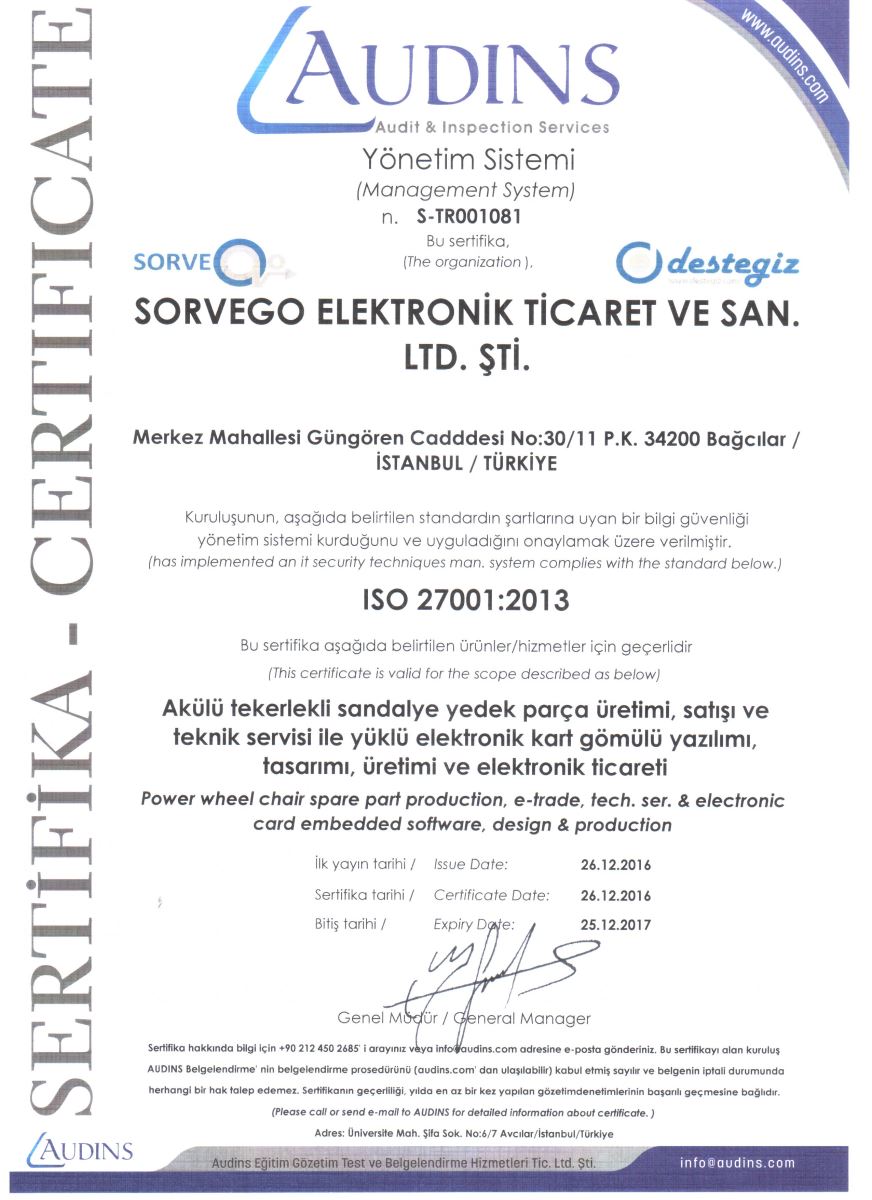 SERTİFİKA - CERTIFICATE
www.audins.com
AUDINS
Audit & Inspection Services
Yönetim Sistemi
(Management System)
n. S-TR001081
Bu sertifika,
(The organization ).
SORVE
destegiz
SORVEGO ELEKTRONİK TİCARET VE SAN.
LTD. ŞTİ.
Merkez Mahallesi Güngören Cadddesi No:30/11 P.K. 34200 Bağcılar /
İSTANBUL / TÜRKİYE
Kuruluşunun, aşağıda belirtilen standardın şartlarına uyan bir bilgi güvenliği
yönetim sistemi kurduğunu ve uyguladığını onaylamak üzere verilmiştir.
(has implemented an it security techniques man. system complies with the standard below.)
ISO 27001:2013
Bu sertifika aşağıda belirtilen ürünler/hizmetler için geçerlidir
(This certificate is valid for the scope described as below)
Akülü tekerlekli sandalye yedek parça üretimi, satışı ve
teknik servisi ile yüklü elektronik kart gömülü yazılımı,
tasarımı, üretimi ve elektronik ticareti
Power wheel chair spare part production, e-trade, tech. ser. & electronic
card embedded software, design & production
İlk yayın tarihi / Issue Date: 26.12.2016
Sertifika tarihi / Certificate Date: 26.12.2016
Bitiş tarihi / Expiry Date: 25.12.2017
Genel Müdür / General Manager
Sertifika hakkında bilgi için +90 212 450 2685' i arayınız veya info@audins.com adresine e-posta gönderiniz. Bu sertifikayı alan kuruluş
AUDINS Belgelendirme' nin belgelendirme prosedürünü (audins.com' dan ulaşılabilir) kabul etmiş sayılır ve belgenin iptali durumunda
herhangi bir hak talep edemez. Sertifikanın geçerliliği, yılda en az bir kez yapılan gözetimdenetimlerinin başarılı geçmesine bağlıdır.
(Please call or send e-mail to AUDINS for detailed information about certificate. )
Adres: Üniversite Mah. Şifa Sok. No:6/7 Avcılar/İstanbul/Türkiye
AUDINS
Audins Eğitim Gözetim Test ve Belgelendirme Hizmetleri Tic. Ltd. Şti.
info@audins.com